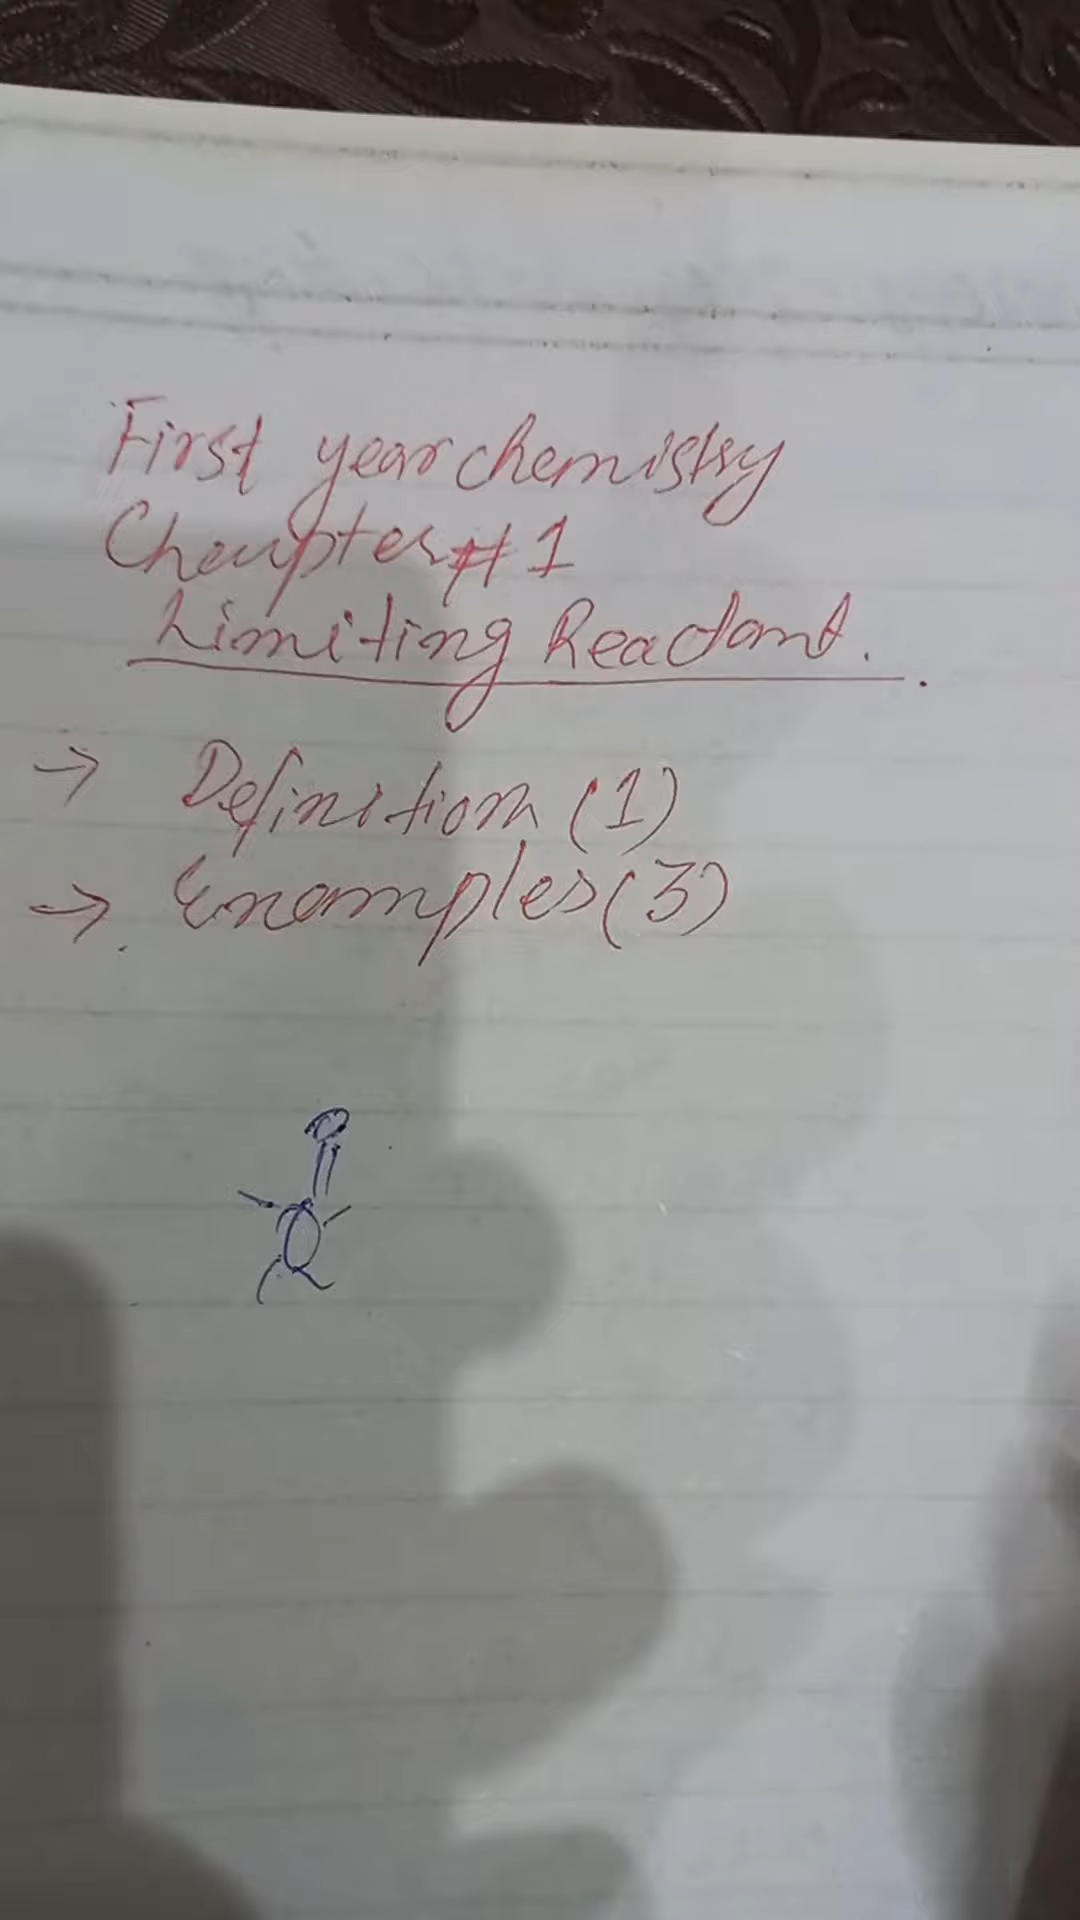 First year chemistry
Chapter # 1
Limiting Reactant.
→ Definition (1)
→ Examples (3)